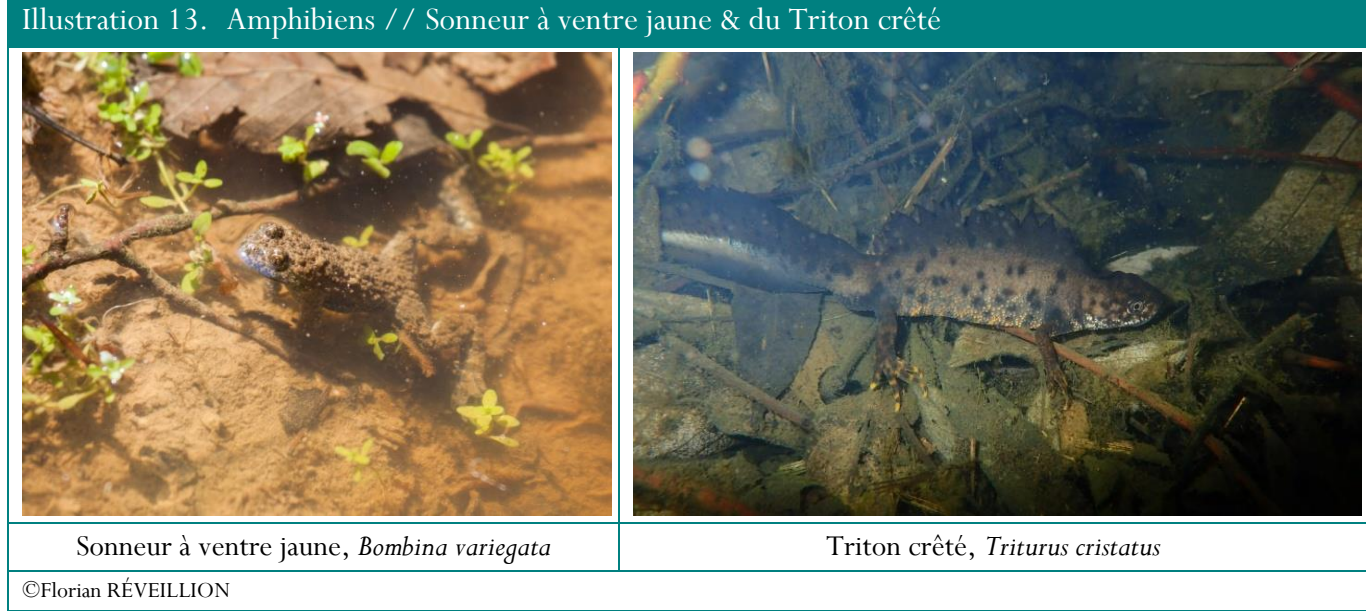 Illustration 13. Amphibiens // Sonneur à ventre jaune & du Triton crêté
Sonneur à ventre jaune, Bombina variegata
Triton crêté, Triturus cristatus
©Florian RÉVEILLION